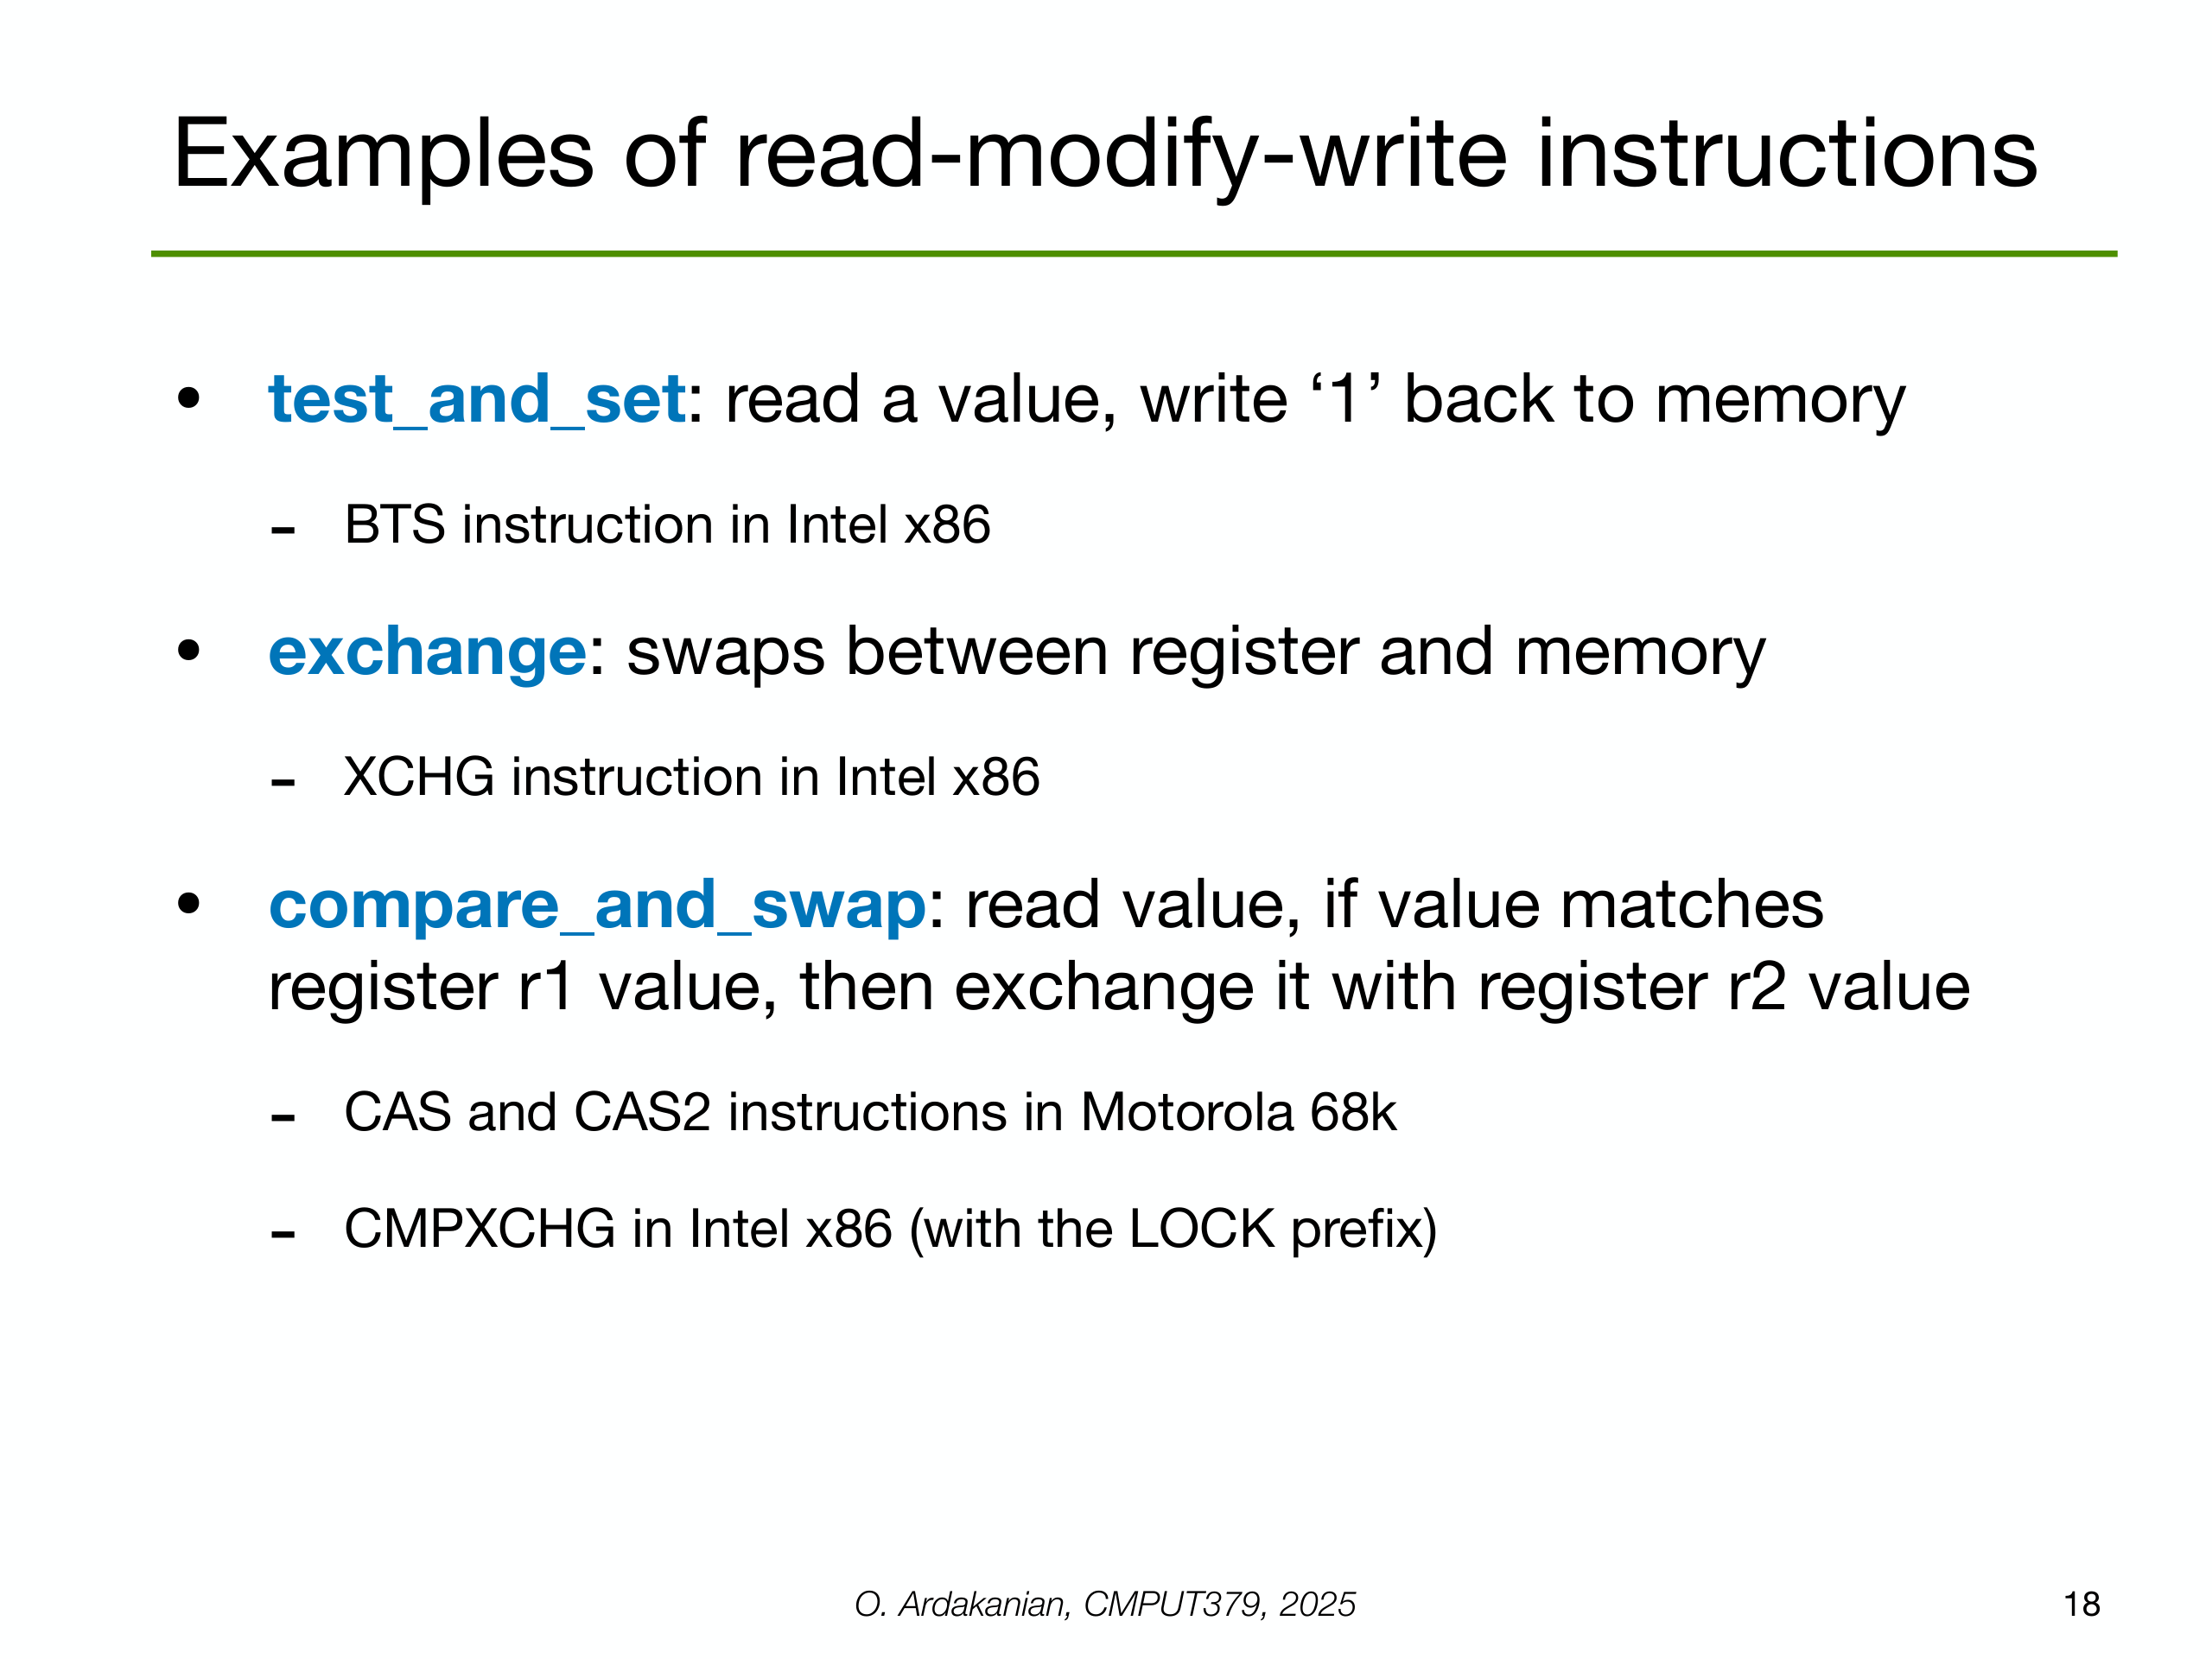 Examples of read-modify-write instructions
• test_and_set: read a value, write ‘1’ back to memory
- BTS instruction in Intel x86
• exchange: swaps between register and memory
- XCHG instruction in Intel x86
• compare_and_swap: read value, if value matches
register r1 value, then exchange it with register r2 value
- CAS and CAS2 instructions in Motorola 68k
- CMPXCHG in Intel x86 (with the LOCK prefix)
O. Ardakanian, CMPUT379, 2025
18